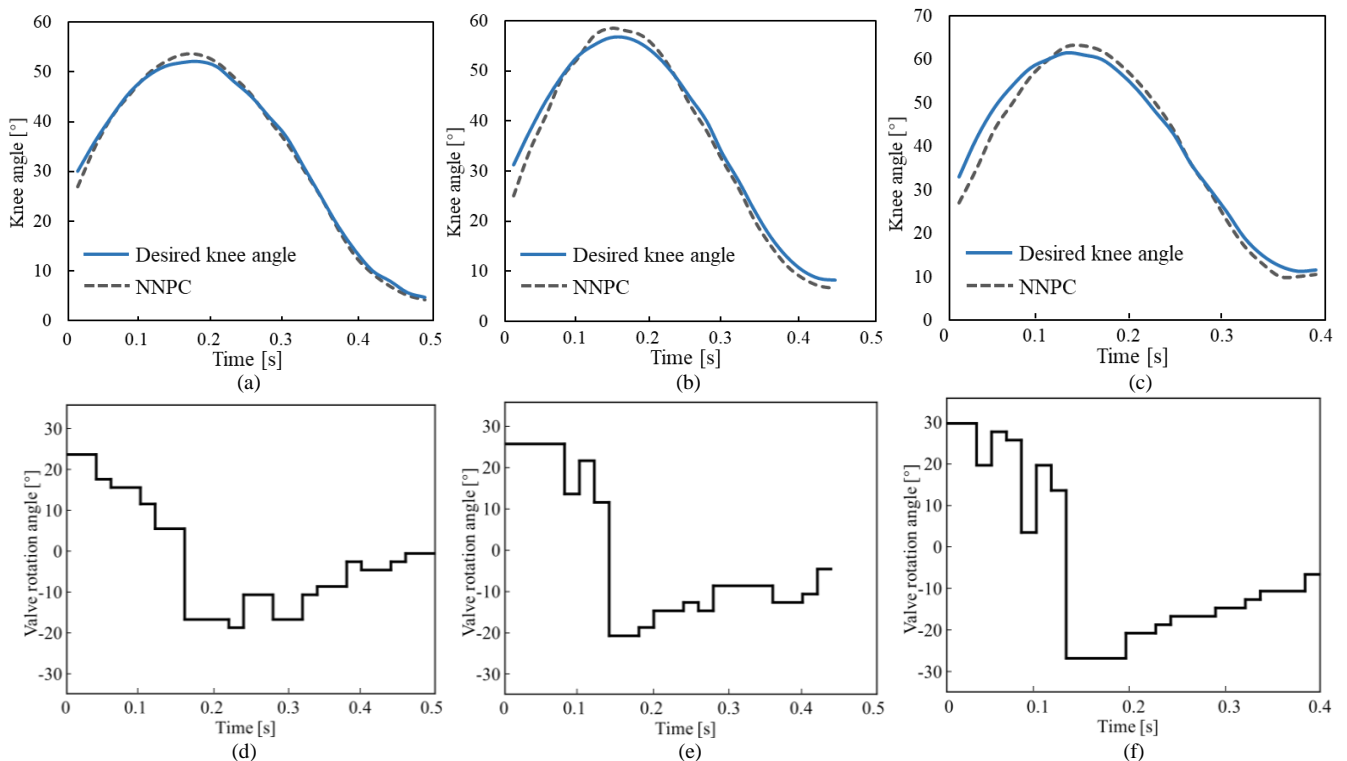 60
50
40
30
20
10
0
Knee angle [°]
Desired knee angle
NNPC
0 0.1 0.2 0.3 0.4 0.5
Time [s]
(a)
60
50
40
30
20
10
0
Knee angle [°]
Desired knee angle
NNPC
0 0.1 0.2 0.3 0.4 0.5
Time [s]
(b)
70
60
50
40
30
20
10
0
Knee angle [°]
Desired knee angle
NNPC
0 0.1 0.2 0.3 0.4
Time [s]
(c)
30
20
10
0
-10
-20
-30
Valve rotation angle [°]
0 0.1 0.2 0.3 0.4 0.5
Time [s]
(d)
30
20
10
0
-10
-20
-30
Valve rotation angle [°]
0 0.1 0.2 0.3 0.4 0.5
Time [s]
(e)
30
20
10
0
-10
-20
-30
Valve rotation angle [°]
0 0.1 0.2 0.3 0.4
Time [s]
(f)